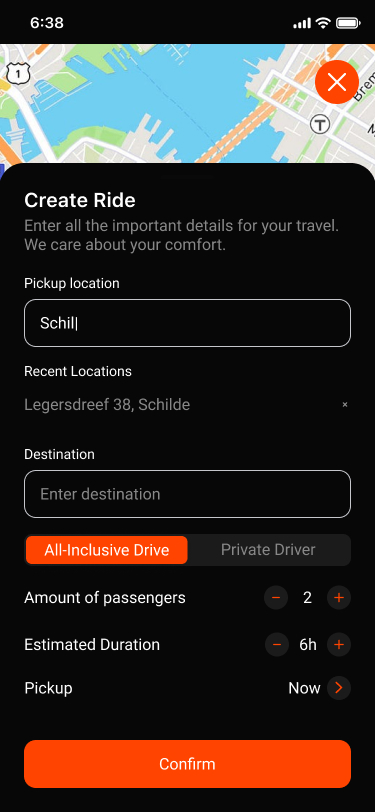 6:38
1
Brem
T
Create Ride
Enter all the important details for your travel.
We care about your comfort.
Pickup location
Schil
Recent Locations
Legersdreef 38, Schilde
Destination
Enter destination
All-Inclusive Drive
Private Driver
Amount of passengers
− 2 +
Estimated Duration
− 6h +
Pickup
Now
Confirm